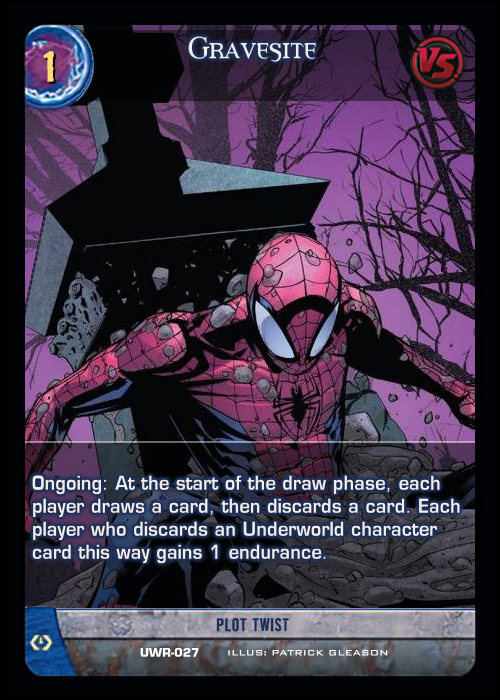 1
Gravesite
VS.
Ongoing: At the start of the draw phase, each
player draws a card, then discards a card. Each
player who discards an Underworld character
card this way gains 1 endurance.
PLOT TWIST
UWR-027 ILLUS: PATRICK GLEASON